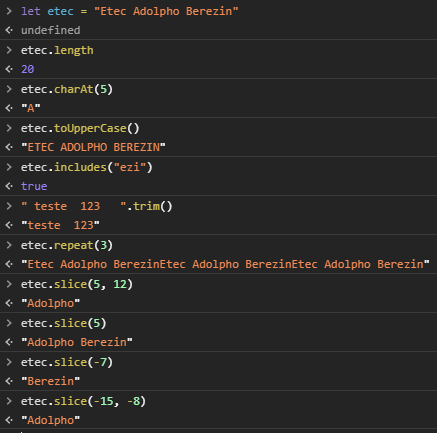 > let etec = "Etec Adolpho Berezin"
<· undefined
> etec.length
<· 20
> etec.charAt(5)
<· "A"
> etec.toUpperCase()
<· "ETEC ADOLPHO BEREZIN"
> etec.includes("ezi")
<· true
> " teste  123   ".trim()
<· "teste  123"
> etec.repeat(3)
<· "Etec Adolpho BerezinEtec Adolpho BerezinEtec Adolpho Berezin"
> etec.slice(5, 12)
<· "Adolpho"
> etec.slice(5)
<· "Adolpho Berezin"
> etec.slice(-7)
<· "Berezin"
> etec.slice(-15, -8)
<· "Adolpho"